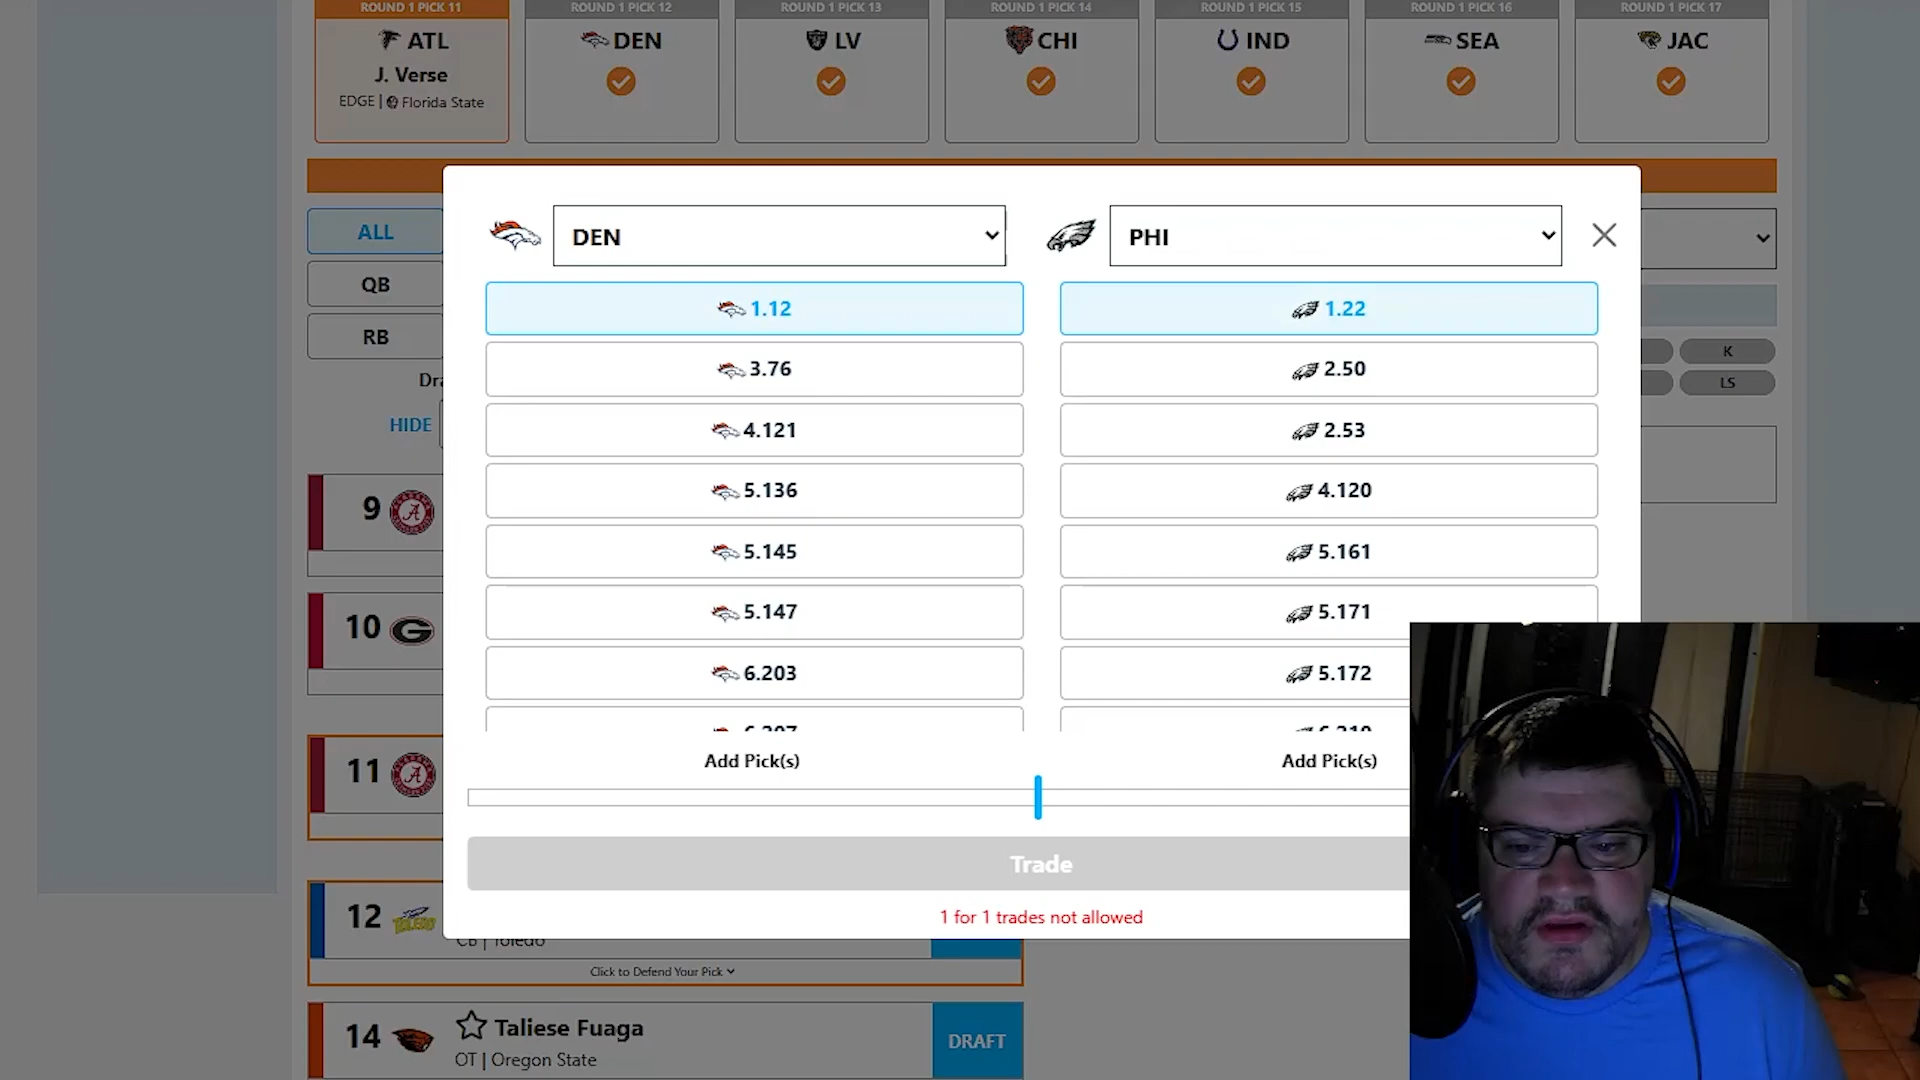 ROUND 1 PICK 11
ROUND 1 PICK 12
ROUND 1 PICK 13
ROUND 1 PICK 14
ROUND 1 PICK 15
ROUND 1 PICK 16
ROUND 1 PICK 17
ATL
DEN
LV
CHI
IND
SEA
JAC
J. Verse
EDGE | Florida State
ALL
QB
RB
HIDE
DEN
PHI
1.12
1.22
3.76
2.50
4.121
2.53
5.136
4.120
5.145
5.161
5.147
5.171
6.203
5.172
Add Pick(s)
Add Pick(s)
Trade
1 for 1 trades not allowed
K
LS
9
10
11
12
TOLEDO
CB | Toledo
Click to Defend Your Pick
14
Taliese Fuaga
OT | Oregon State
DRAFT